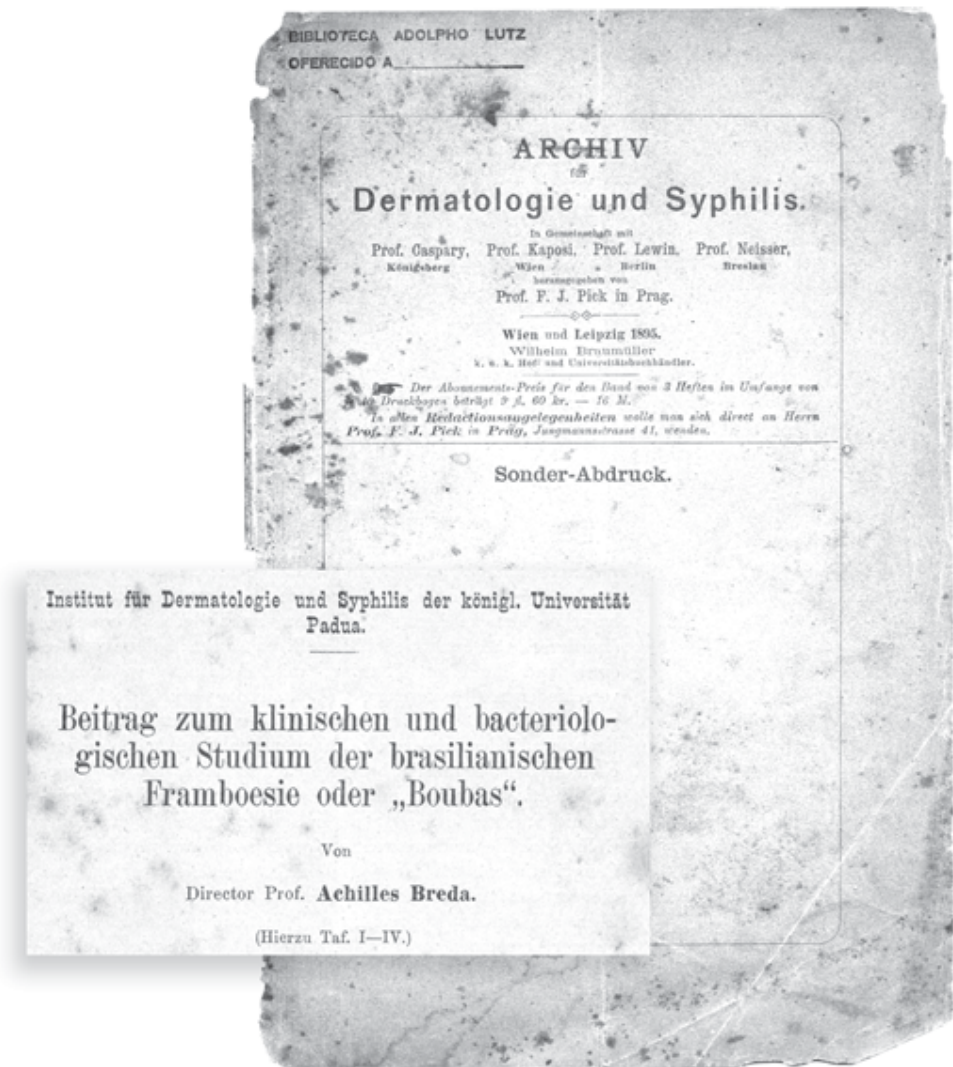 BIBLIOTECA ADOLPHO LUTZ
OFERECIDO A
ARCHIV
für
Dermatologie und Syphilis.
In Gemeinschaft mit
Prof. Caspary, Prof. Kaposi, Prof. Lewin, Prof. Neisser,
Königsberg Wien Berlin Breslau
herausgegeben von
Prof. F. J. Pick in Prag.
Wien und Leipzig 1895.
Wilhelm Braumüller
k. u. k. Hof- und Universitätsbuchhändler.
Der Abonnements-Preis für den Band von 3 Heften im Umfange von
Druckbogen beträgt 9 fl. 60 kr. — 16 M.
In allen Redactionsangelegenheiten wolle man sich direct an Herrn
Prof. F. J. Pick in Prag, Jungmannstrasse 41, wenden.
Sonder-Abdruck.
Institut für Dermatologie und Syphilis der königl. Universität
Padua.
Beitrag zum klinischen und bacteriolo-
gischen Studium der brasilianischen
Framboesie oder „Boubas“.
Von
Director Prof. Achilles Breda.
(Hierzu Taf. I—IV.)